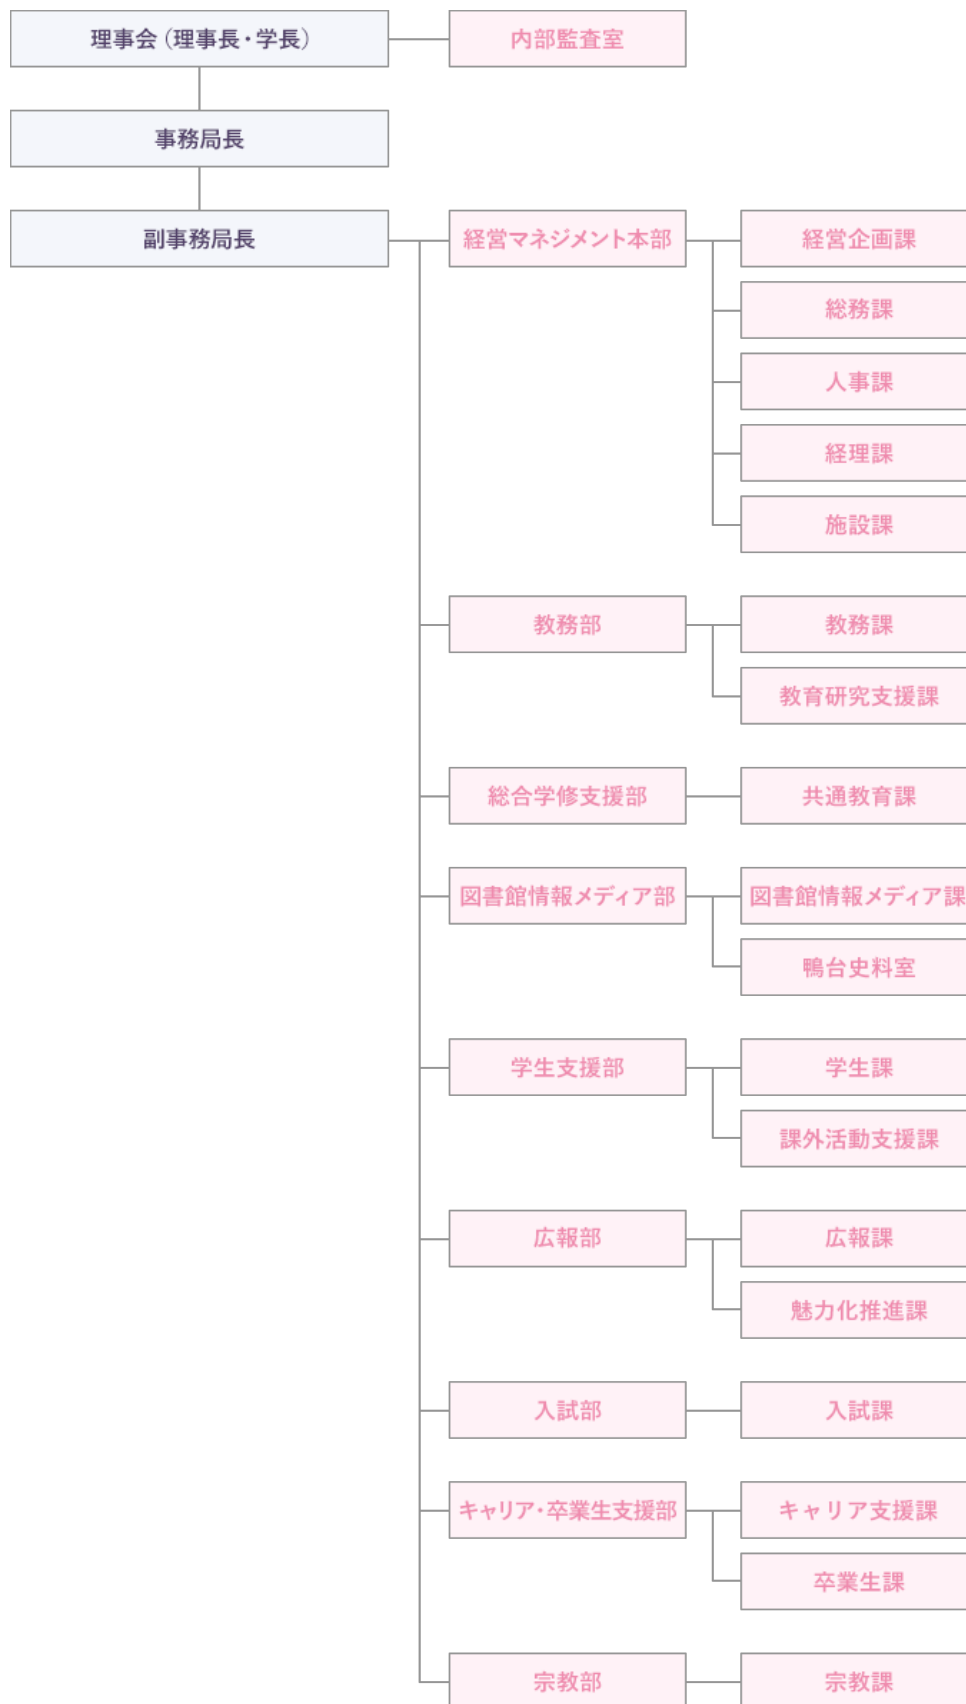 理事会（理事長・学長）
内部監査室
事務局長
副事務局長
経営マネジメント本部
経営企画課
総務課
人事課
経理課
施設課
教務部
教務課
教育研究支援課
総合学修支援部
共通教育課
図書館情報メディア部
図書館情報メディア課
鴨台史料室
学生支援部
学生課
課外活動支援課
広報部
広報課
魅力化推進課
入試部
入試課
キャリア・卒業生支援部
キャリア支援課
卒業生課
宗教部
宗教課